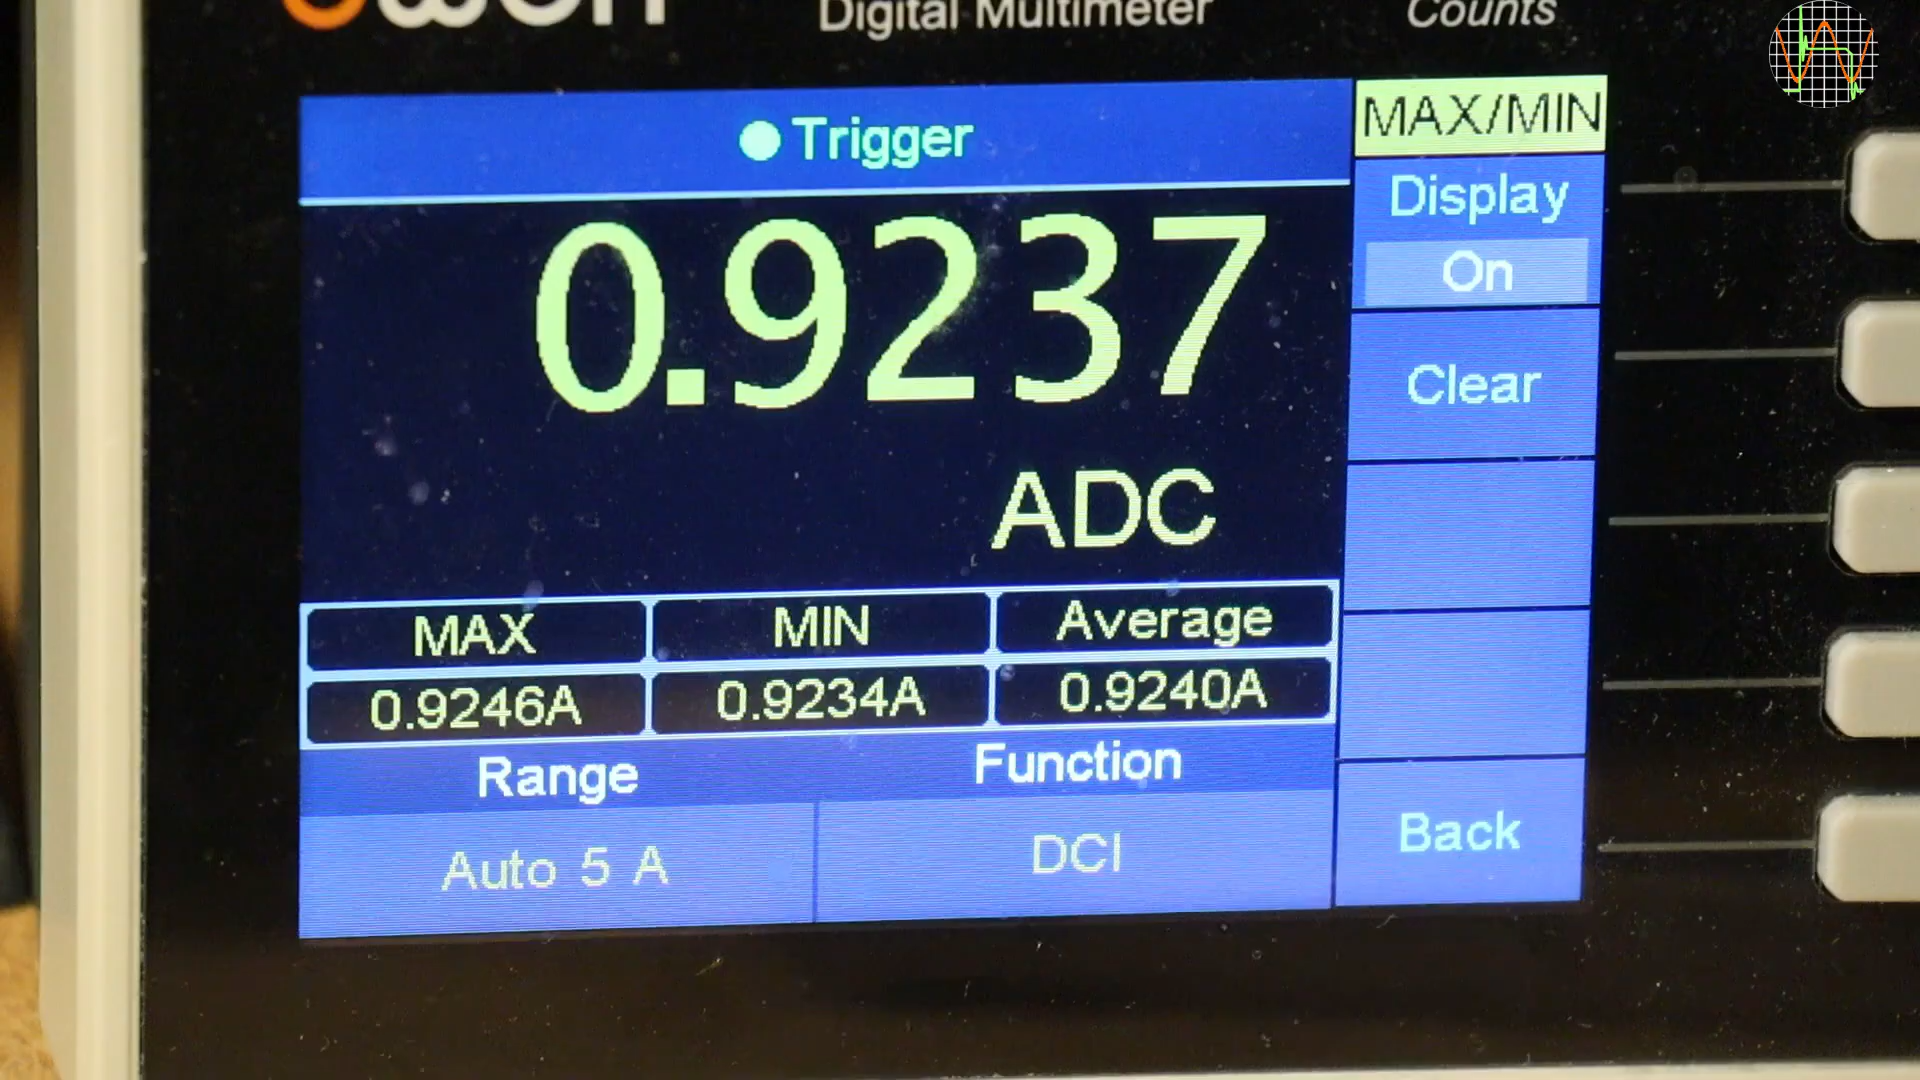 owon Digital Multimeter Counts
Trigger
MAX/MIN
0.9237
ADC
Display
On
Clear
MAX MIN Average
0.9246A 0.9234A 0.9240A
Range Function
Auto 5 A DCI
Back